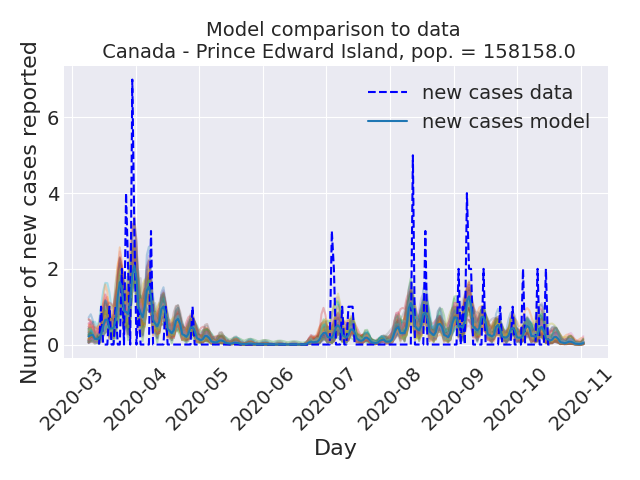 Model comparison to data
Canada - Prince Edward Island, pop. = 158158.0
Number of new cases reported
6
4
2
0
new cases data
new cases model
2020-03
2020-04
2020-05
2020-06
2020-07
2020-08
2020-09
2020-10
2020-11
Day